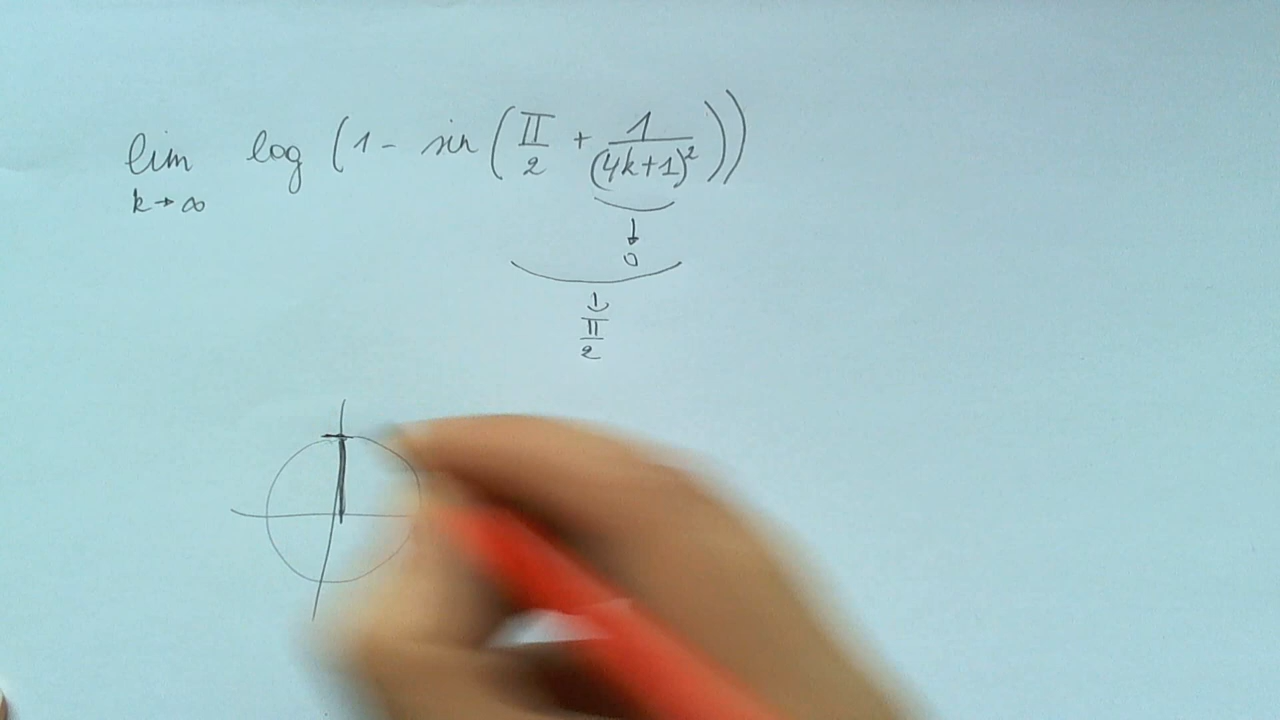 lim log (1 - sin (π/2 + 1/(4k+1)²))
k→∞
↓
0
↓
π/2